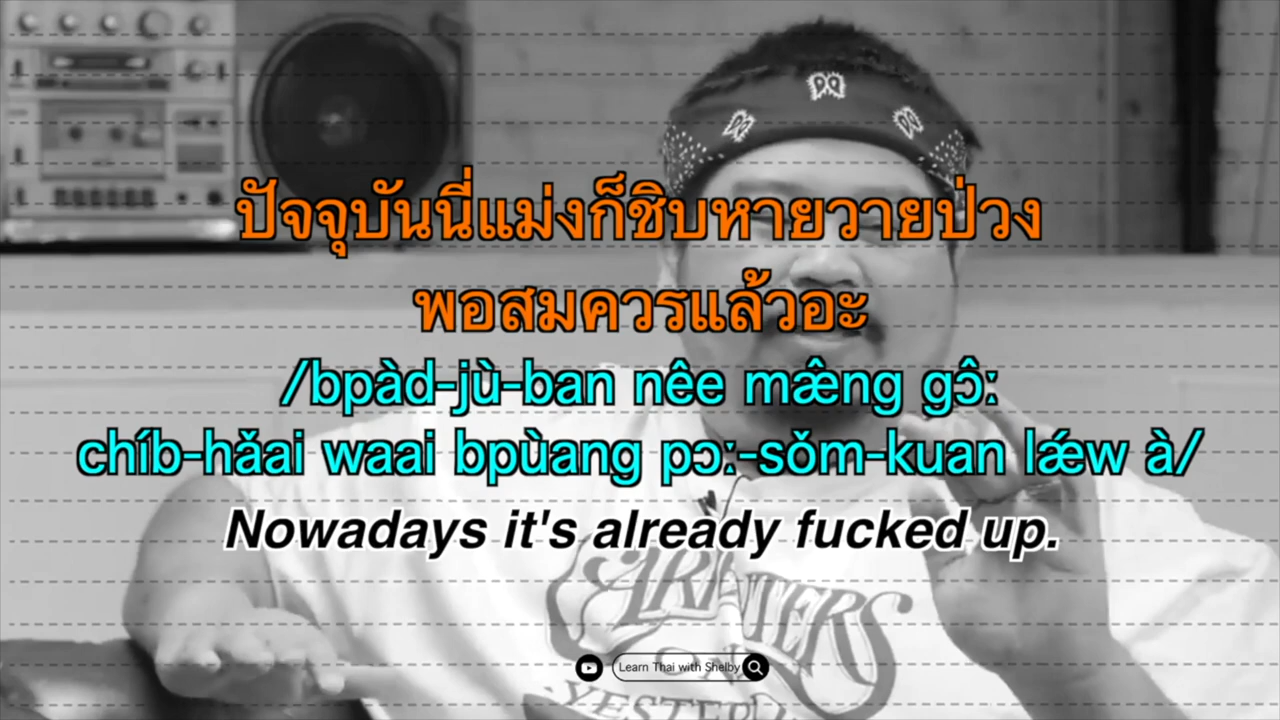 ปัจจุบันนี่แม่งก็ชิบหายวายป่วง
พอสมควรแล้วอะ
/bpàd-jù-ban nêe mæ̂ng gɔ̂:
chíb-hǎai waai bpùang pɔ:-sǒm-kuan lǽw à/
Nowadays it's already fucked up.
CARPENTERS
YESTERD
Learn Thai with Shelby